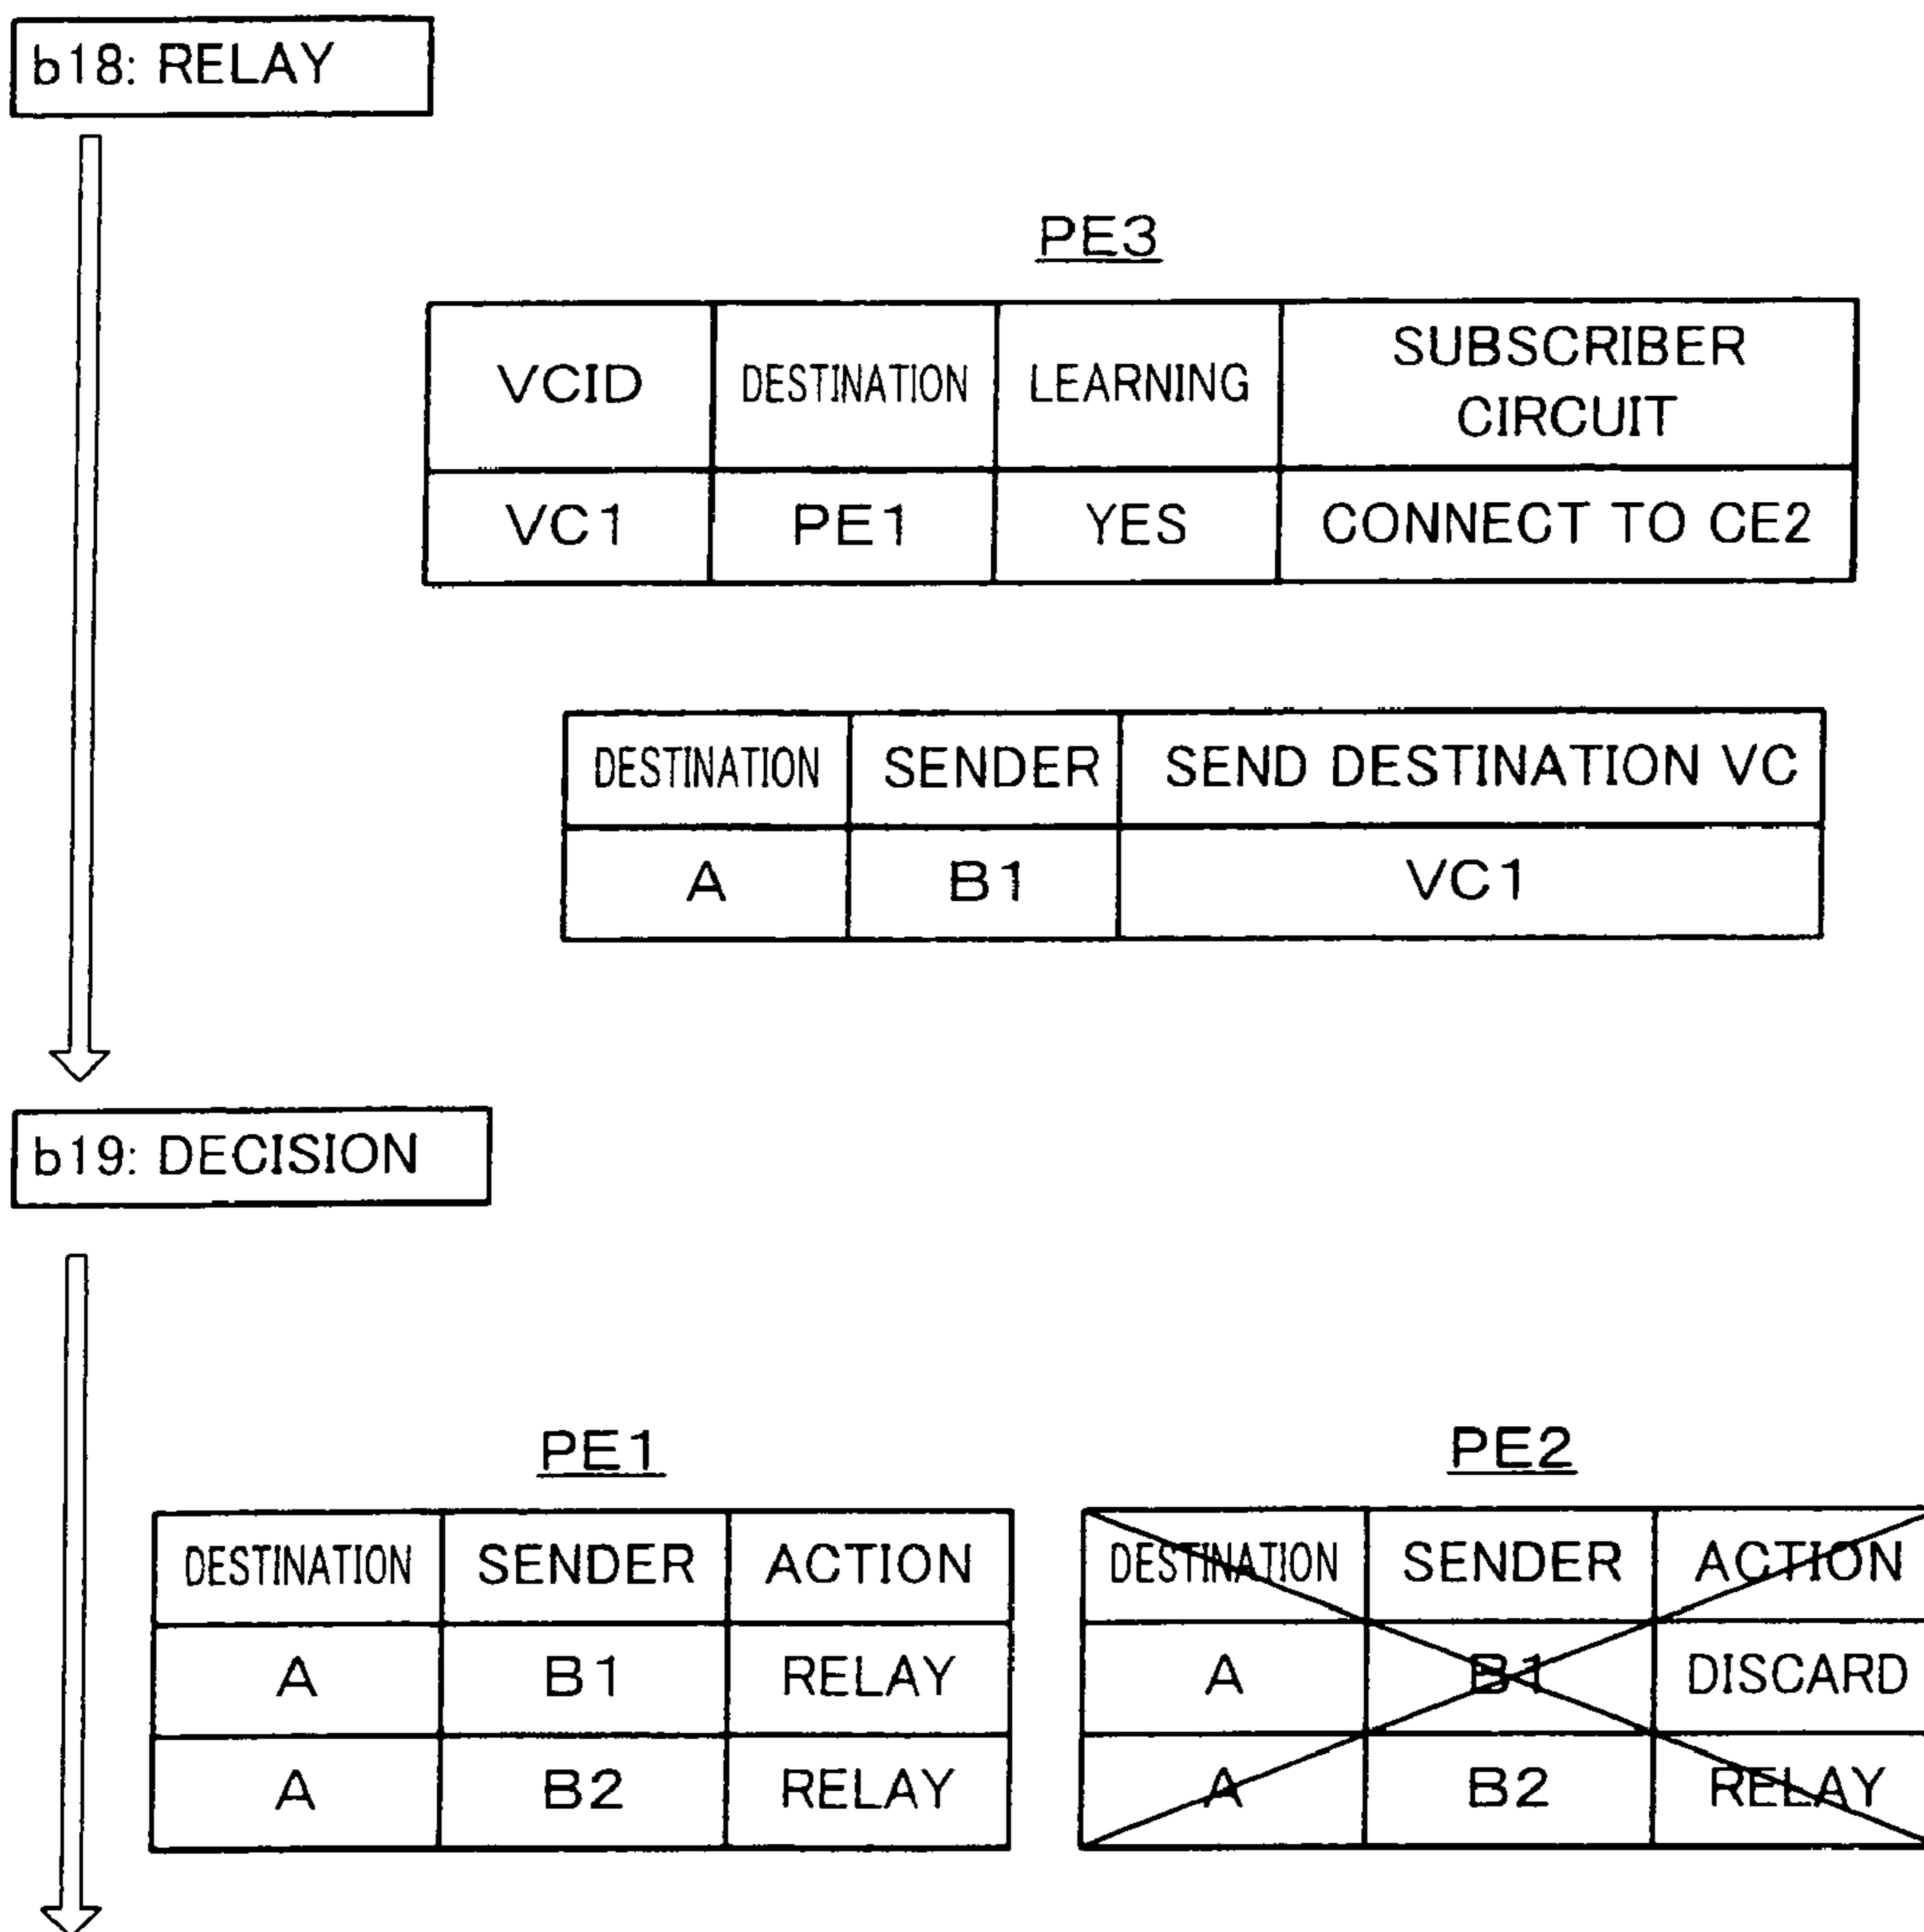 b18: RELAY
PE3
VCID DESTINATION LEARNING SUBSCRIBER CIRCUIT
VC1 PE1 YES CONNECT TO CE2
DESTINATION SENDER SEND DESTINATION VC
A B1 VC1
b19: DECISION
PE1
DESTINATION SENDER ACTION
A B1 RELAY
A B2 RELAY
PE2
DESTINATION SENDER ACTION
A B1 DISCARD
A B2 RELAY